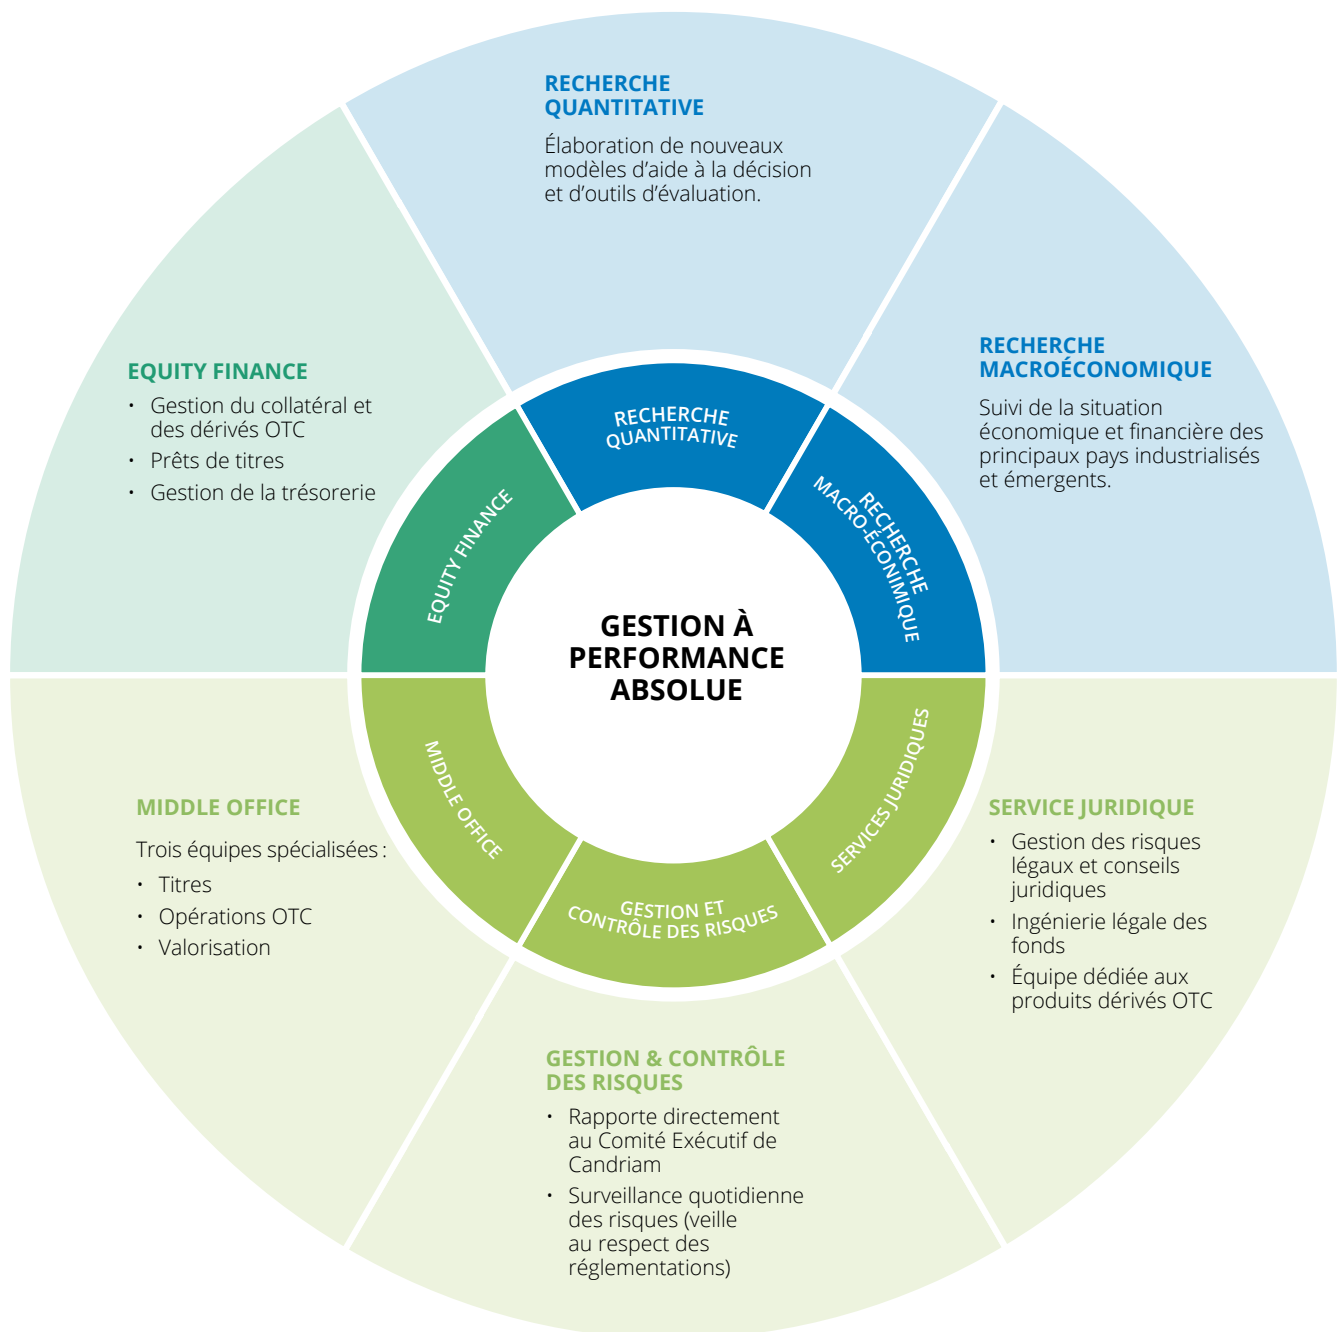 RECHERCHE
QUANTITATIVE
Élaboration de nouveaux
modèles d'aide à la décision
et d'outils d'évaluation.
RECHERCHE
MACROÉCONOMIQUE
Suivi de la situation
économique et financière des
principaux pays industrialisés
et émergents.
EQUITY FINANCE
• Gestion du collatéral et
des dérivés OTC
• Prêts de titres
• Gestion de la trésorerie
RECHERCHE
QUANTITATIVE
RECHERCHE
MACRO-ÉCONIMIQUE
EQUITY FINANCE
GESTION À
PERFORMANCE
ABSOLUE
MIDDLE OFFICE
SERVICES JURIDIQUES
GESTION ET
CONTRÔLE DES RISQUES
MIDDLE OFFICE
Trois équipes spécialisées :
• Titres
• Opérations OTC
• Valorisation
SERVICE JURIDIQUE
• Gestion des risques
légaux et conseils
juridiques
• Ingénierie légale des
fonds
• Équipe dédiée aux
produits dérivés OTC
GESTION & CONTRÔLE
DES RISQUES
• Rapporte directement
au Comité Exécutif de
Candriam
• Surveillance quotidienne
des risques (veille
au respect des
réglementations)